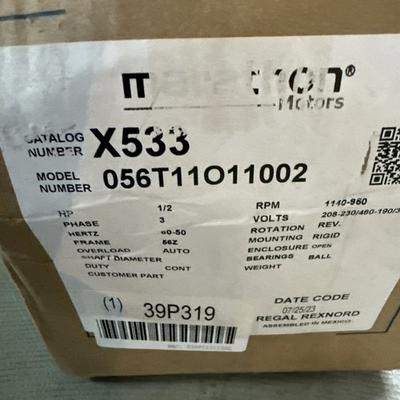 Motors
CATALOG NUMBER X533
MODEL NUMBER 056T11O11002
HP 1/2
PHASE 3
HERTZ 60-50
FRAME 56Z
OVERLOAD AUTO
SHAFT DIAMETER
DUTY CONT
CUSTOMER PART
RPM 1140-960
VOLTS 208-230/460-190/3
ROTATION REV.
MOUNTING RIGID
ENCLOSURE OPEN
BEARINGS BALL
WEIGHT
(1) 39P319
DATE CODE
07/25/23
REGAL REXNORD
ASSEMBLED IN MEXICO